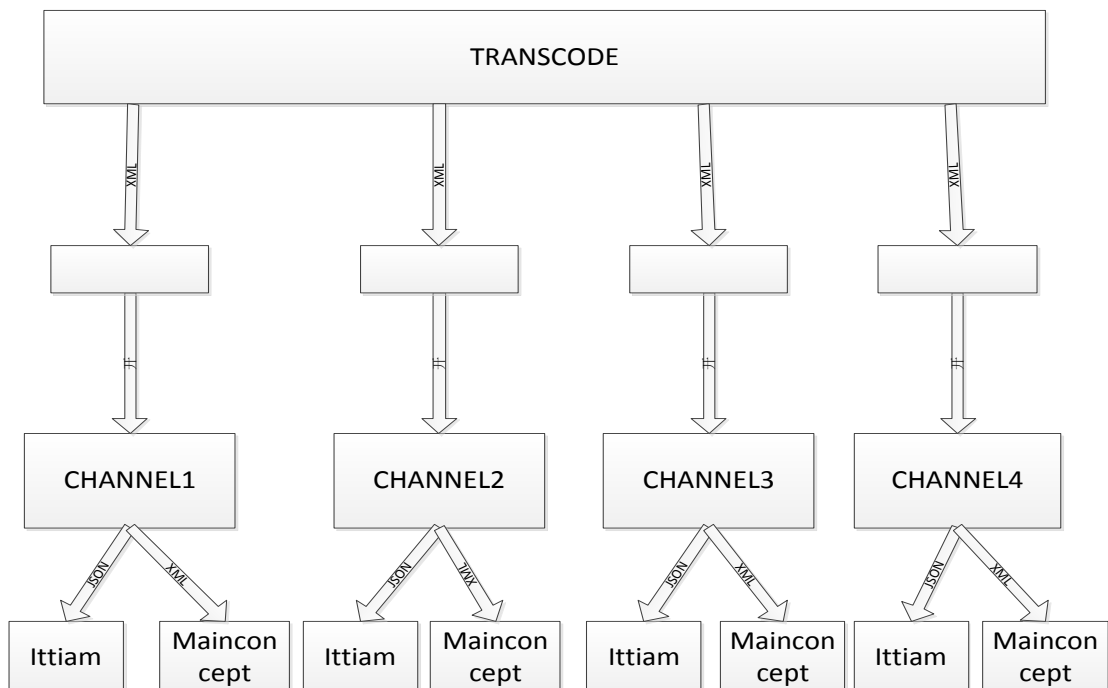 TRANSCODE
XML
XML
XML
XML
CHANNEL1
CHANNEL2
CHANNEL3
CHANNEL4
JSON
XML
JSON
XML
JSON
XML
JSON
XML
Ittiam
Maincon
cept
Ittiam
Maincon
cept
Ittiam
Maincon
cept
Ittiam
Maincon
cept